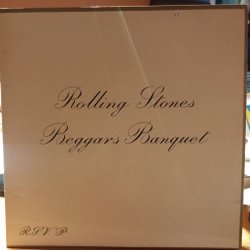 Rolling Stones
Beggars Banquet
R.S.V.P.